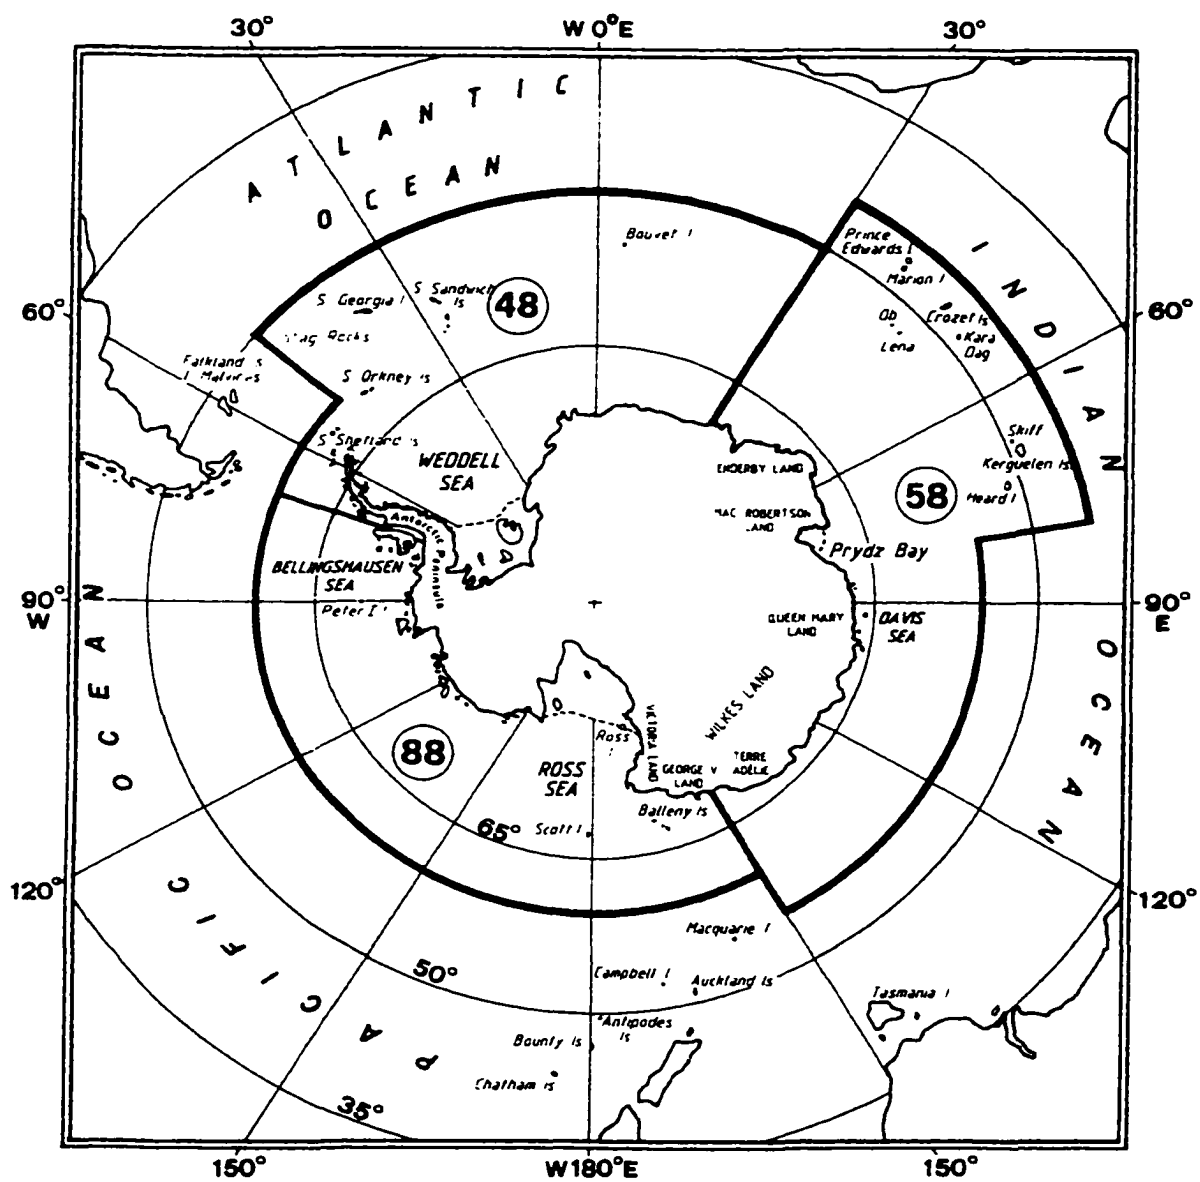 30°
W 0° E
30°
ATLANTIC
OCEAN
INDIAN
OCEAN
Bouvet I
Prince
Edwards I
Marion I
S Sandwich
Is
S Georgia I
48
Ob
Lena
Crozet Is
Kara
Dag
60°
60°
Rocks
Falkland Is
S Orkney Is
S Shetland Is
WEDDELL
SEA
Skiff
Kerguelen Is
Heard I
ENDERBY LAND
58
MAC ROBERTSON
LAND
Prydz Bay
Antarctic Peninsula
BELLINGSHAUSEN
SEA
Peter I
90°
W
90°
E
QUEEN MARY
LAND
DAVIS
SEA
WILKES LAND
VICTORIA LAND
Ross
I
88
ROSS
SEA
GEORGE V
LAND
TERRE
ADÉLIE
Balleny Is
65°
Scott I
120°
120°
PACIFIC
OCEAN
Macquarie I
50°
Campbell I
Auckland Is
Tasmania I
Antipodes
Is
Bounty Is
Chatham Is
35°
150°
W180°E
150°